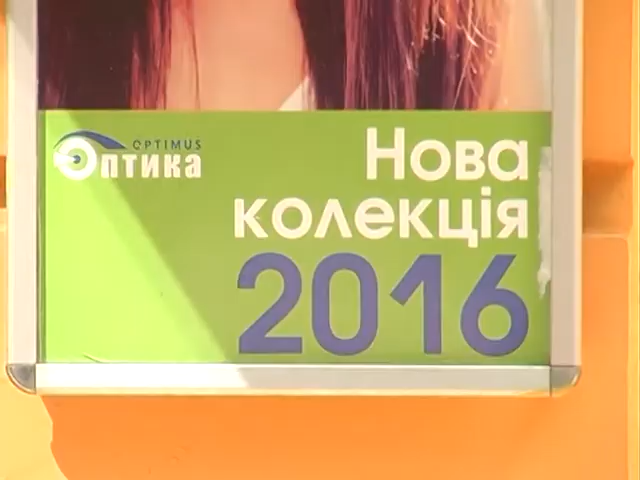 OPTIMUS
Оптика
Нова
колекція
2016